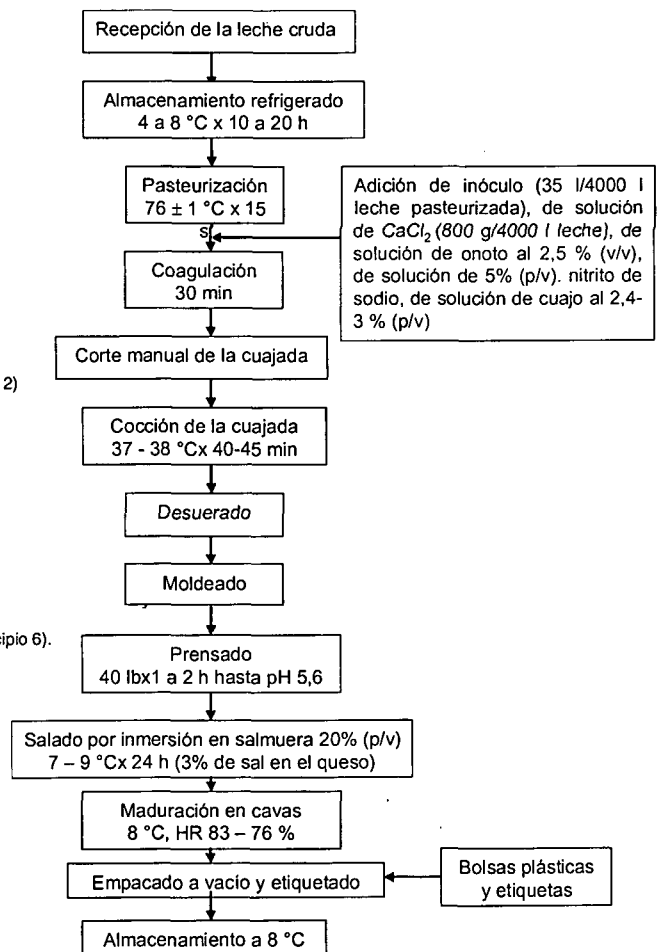 Recepción de la leche cruda
Almacenamiento refrigerado
4 a 8 °C x 10 a 20 h
Pasteurización
76 ± 1 °C x 15
s
Adición de inóculo (35 l/4000 l
leche pasteurizada), de solución
de CaCl₂ (800 g/4000 l leche), de
solución de onoto al 2,5 % (v/v),
de solución de 5% (p/v). nitrito de
sodio, de solución de cuajo al 2,4-
3 % (p/v)
Coagulación
30 min
Corte manual de la cuajada
2)
Cocción de la cuajada
37 - 38 °Cx 40-45 min
Desuerado
Moldeado
cipio 6).
Prensado
40 lbx1 a 2 h hasta pH 5,6
Salado por inmersión en salmuera 20% (p/v)
7 – 9 °Cx 24 h (3% de sal en el queso)
Maduración en cavas
8 °C, HR 83 – 76 %
Empacado a vacío y etiquetado
Bolsas plásticas
y etiquetas
Almacenamiento a 8 °C